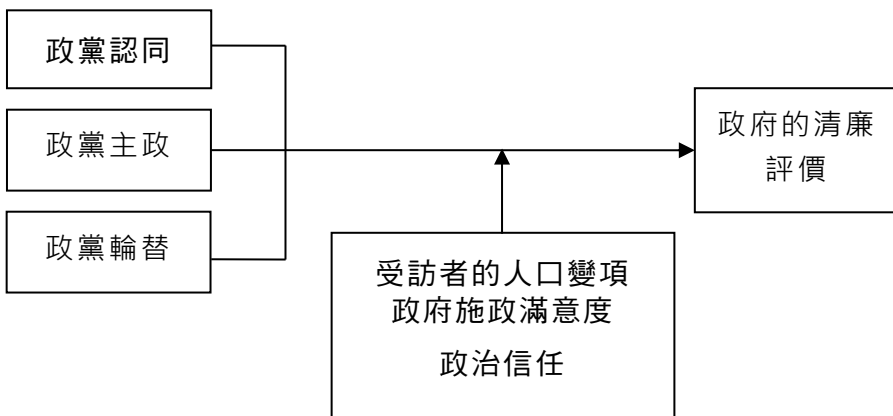 政黨認同
政黨主政
政黨輪替
政府的清廉
評價
受訪者的人口變項
政府施政滿意度
政治信任